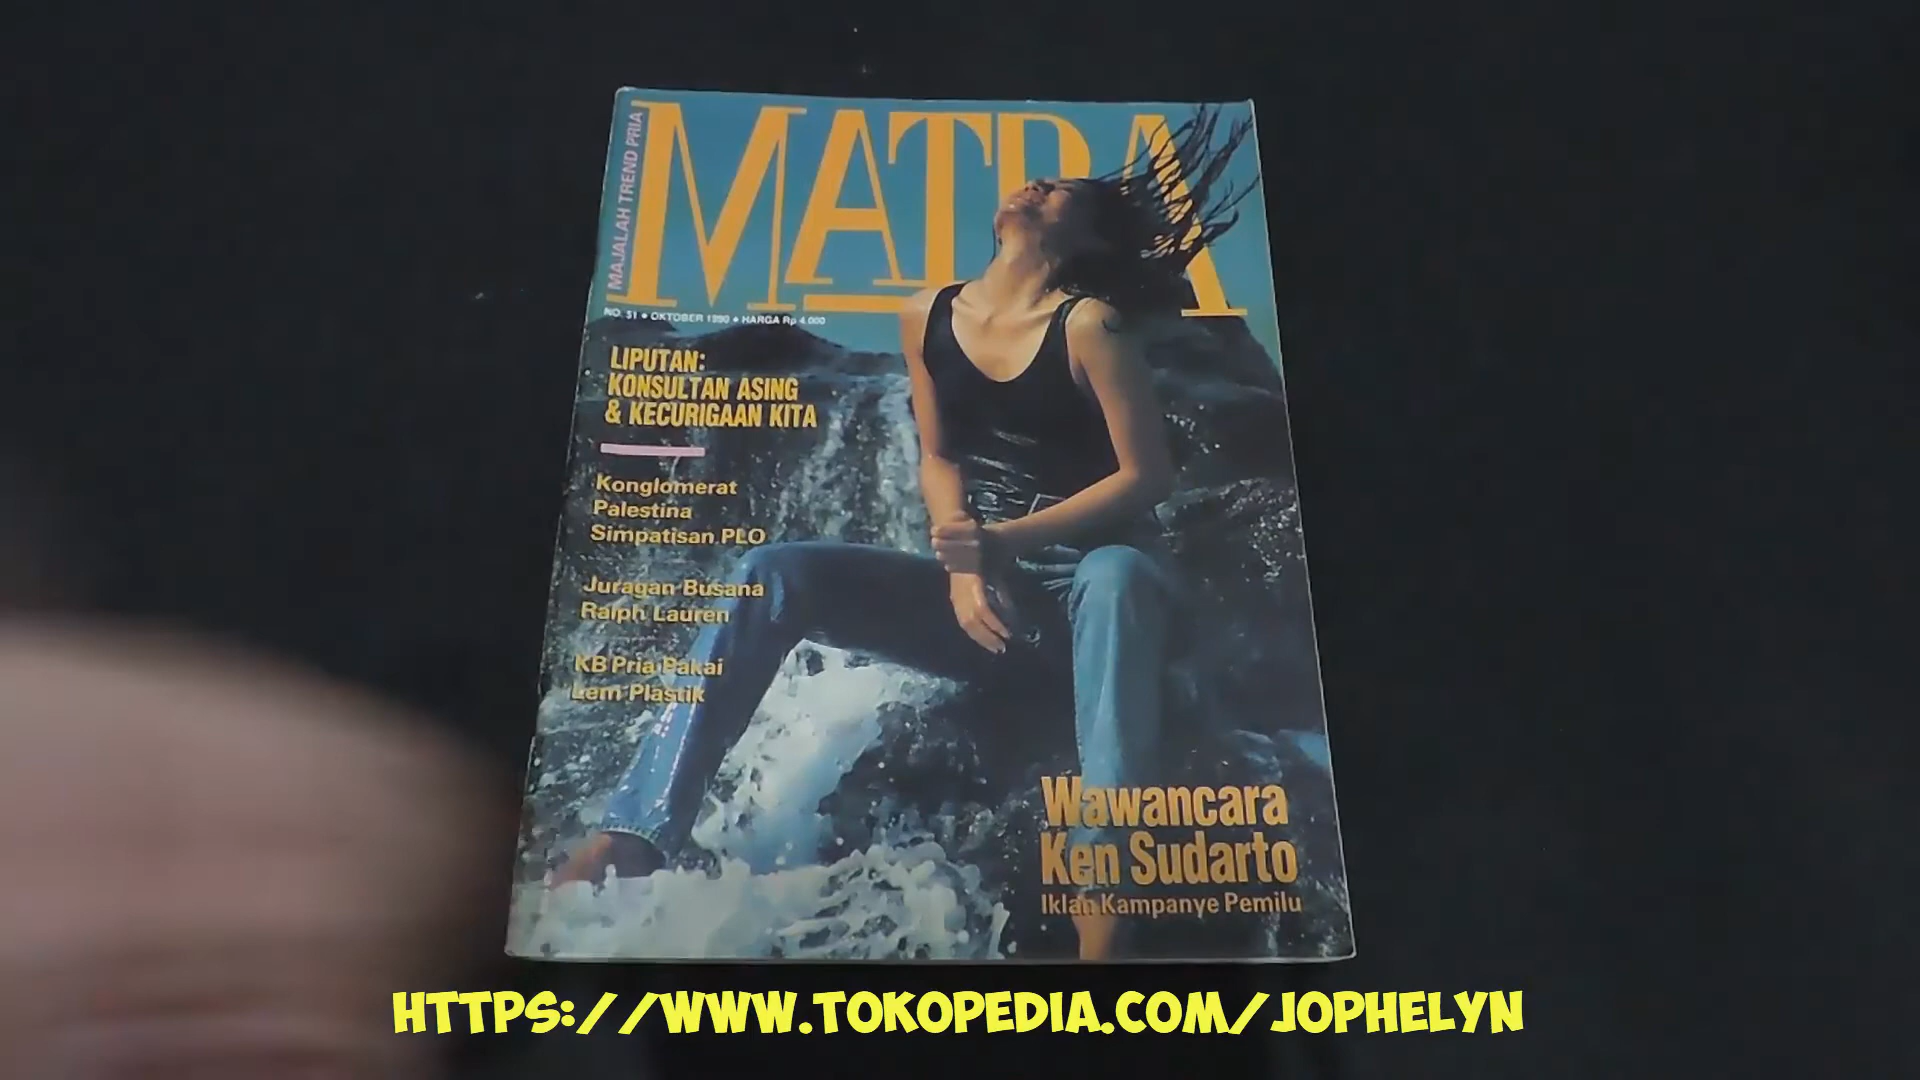 MATRA
MAJALAH TREND PRIA
NO. 51 • OKTOBER 1990 • HARGA Rp 4.000
LIPUTAN:
KONSULTAN ASING
& KECURIGAAN KITA
Konglomerat
Palestina
Simpatisan PLO
Juragan Busana
Ralph Lauren
KB Pria Pakai
Lem Plastik
Wawancara
Ken Sudarto
Iklan Kampanye Pemilu
HTTPS://WWW.TOKOPEDIA.COM/JOPHELYN